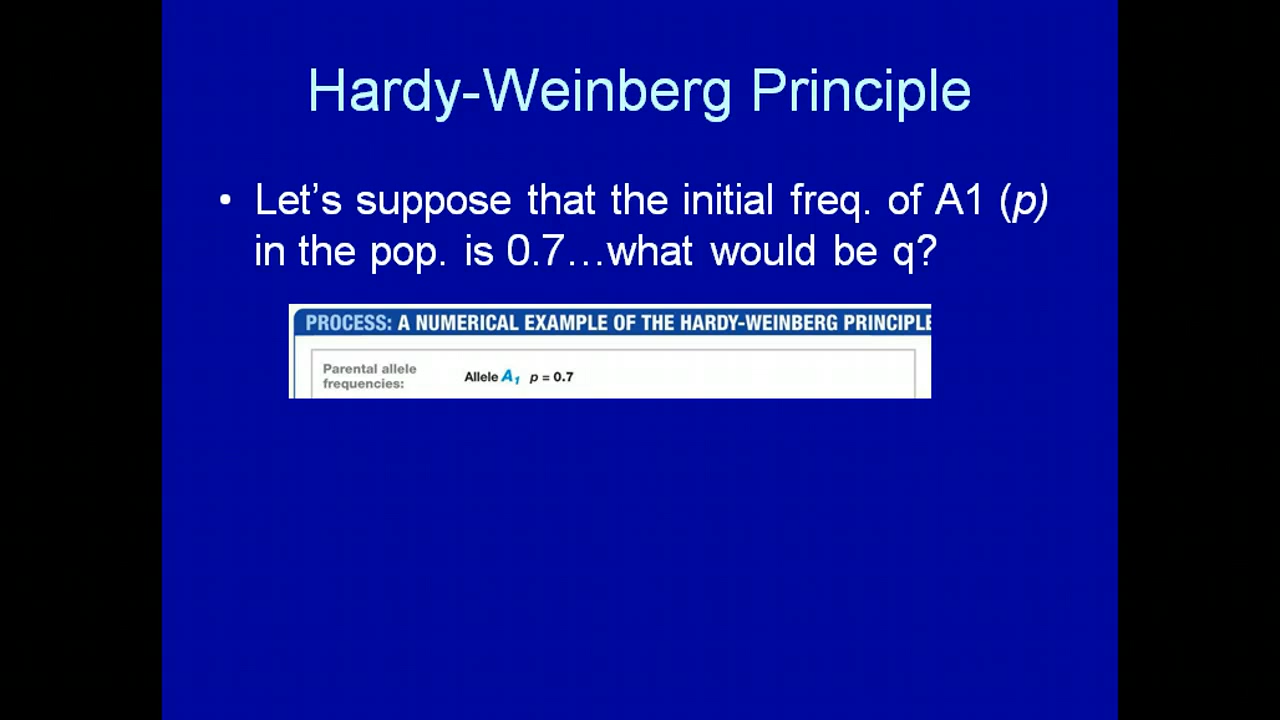 Hardy-Weinberg Principle
• Let’s suppose that the initial freq. of A1 (p)
in the pop. is 0.7…what would be q?
PROCESS: A NUMERICAL EXAMPLE OF THE HARDY-WEINBERG PRINCIPLE
Parental allele
frequencies:
Allele A1 p = 0.7